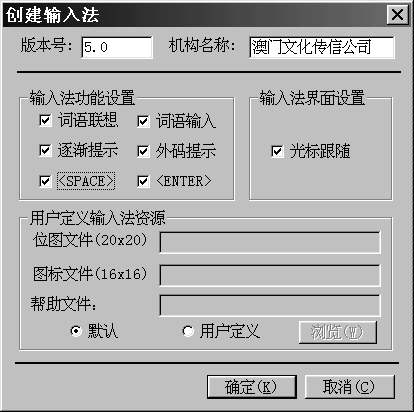 创建输入法
版本号: 5.0 机构名称: 澳门文化传信公司
输入法功能设置 输入法界面设置
词语联想 词语输入
逐渐提示 外码提示 光标跟随
<SPACE> <ENTER>
用户定义输入法资源
位图文件(20x20)
图标文件(16x16)
帮助文件:
默认 用户定义 浏览(W)
确定(K) 取消(C)